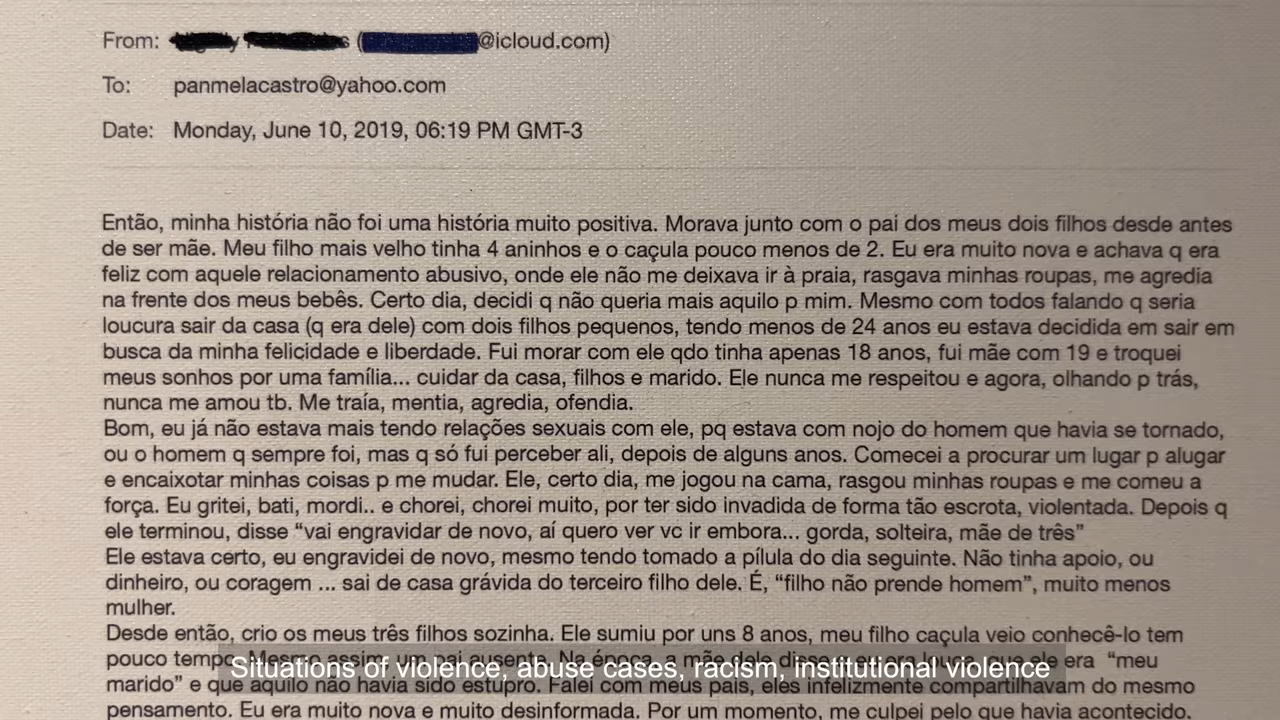 From: (@icloud.com)
To: panmelacastro@yahoo.com
Date: Monday, June 10, 2019, 06:19 PM GMT-3
Então, minha história não foi uma história muito positiva. Morava junto com o pai dos meus dois filhos desde antes
de ser mãe. Meu filho mais velho tinha 4 aninhos e o caçula pouco menos de 2. Eu era muito nova e achava q era
feliz com aquele relacionamento abusivo, onde ele não me deixava ir à praia, rasgava minhas roupas, me agredia
na frente dos meus bebês. Certo dia, decidi q não queria mais aquilo p mim. Mesmo com todos falando q seria
loucura sair da casa (q era dele) com dois filhos pequenos, tendo menos de 24 anos eu estava decidida em sair em
busca da minha felicidade e liberdade. Fui morar com ele qdo tinha apenas 18 anos, fui mãe com 19 e troquei
meus sonhos por uma família... cuidar da casa, filhos e marido. Ele nunca me respeitou e agora, olhando p trás,
nunca me amou tb. Me traía, mentia, agredia, ofendia.
Bom, eu já não estava mais tendo relações sexuais com ele, pq estava com nojo do homem que havia se tornado,
ou o homem q sempre foi, mas q só fui perceber ali, depois de alguns anos. Comecei a procurar um lugar p alugar
e encaixotar minhas coisas p me mudar. Ele, certo dia, me jogou na cama, rasgou minhas roupas e me comeu a
força. Eu gritei, bati, mordi.. e chorei, chorei muito, por ter sido invadida de forma tão escrota, violentada. Depois q
ele terminou, disse “vai engravidar de novo, aí quero ver vc ir embora... gorda, solteira, mãe de três”
Ele estava certo, eu engravidei de novo, mesmo tendo tomado a pílula do dia seguinte. Não tinha apoio, ou
dinheiro, ou coragem ... sai de casa grávida do terceiro filho dele. É, “filho não prende homem”, muito menos
mulher.
Desde então, crio os meus três filhos sozinha. Ele sumiu por uns 8 anos, meu filho caçula veio conhecê-lo tem
pouco tempo. Mesmo assim, um pai ausente. Na época, a mãe dele disse que ele era “meu
Situations of violence, abuse cases, racism, institutional violence
marido” e que aquilo não havia sido estupro. Falei com meus pais, eles infelizmente compartilhavam do mesmo
pensamento. Eu era muito nova e muito desinformada. Por um momento, me culpei pelo que havia acontecido.